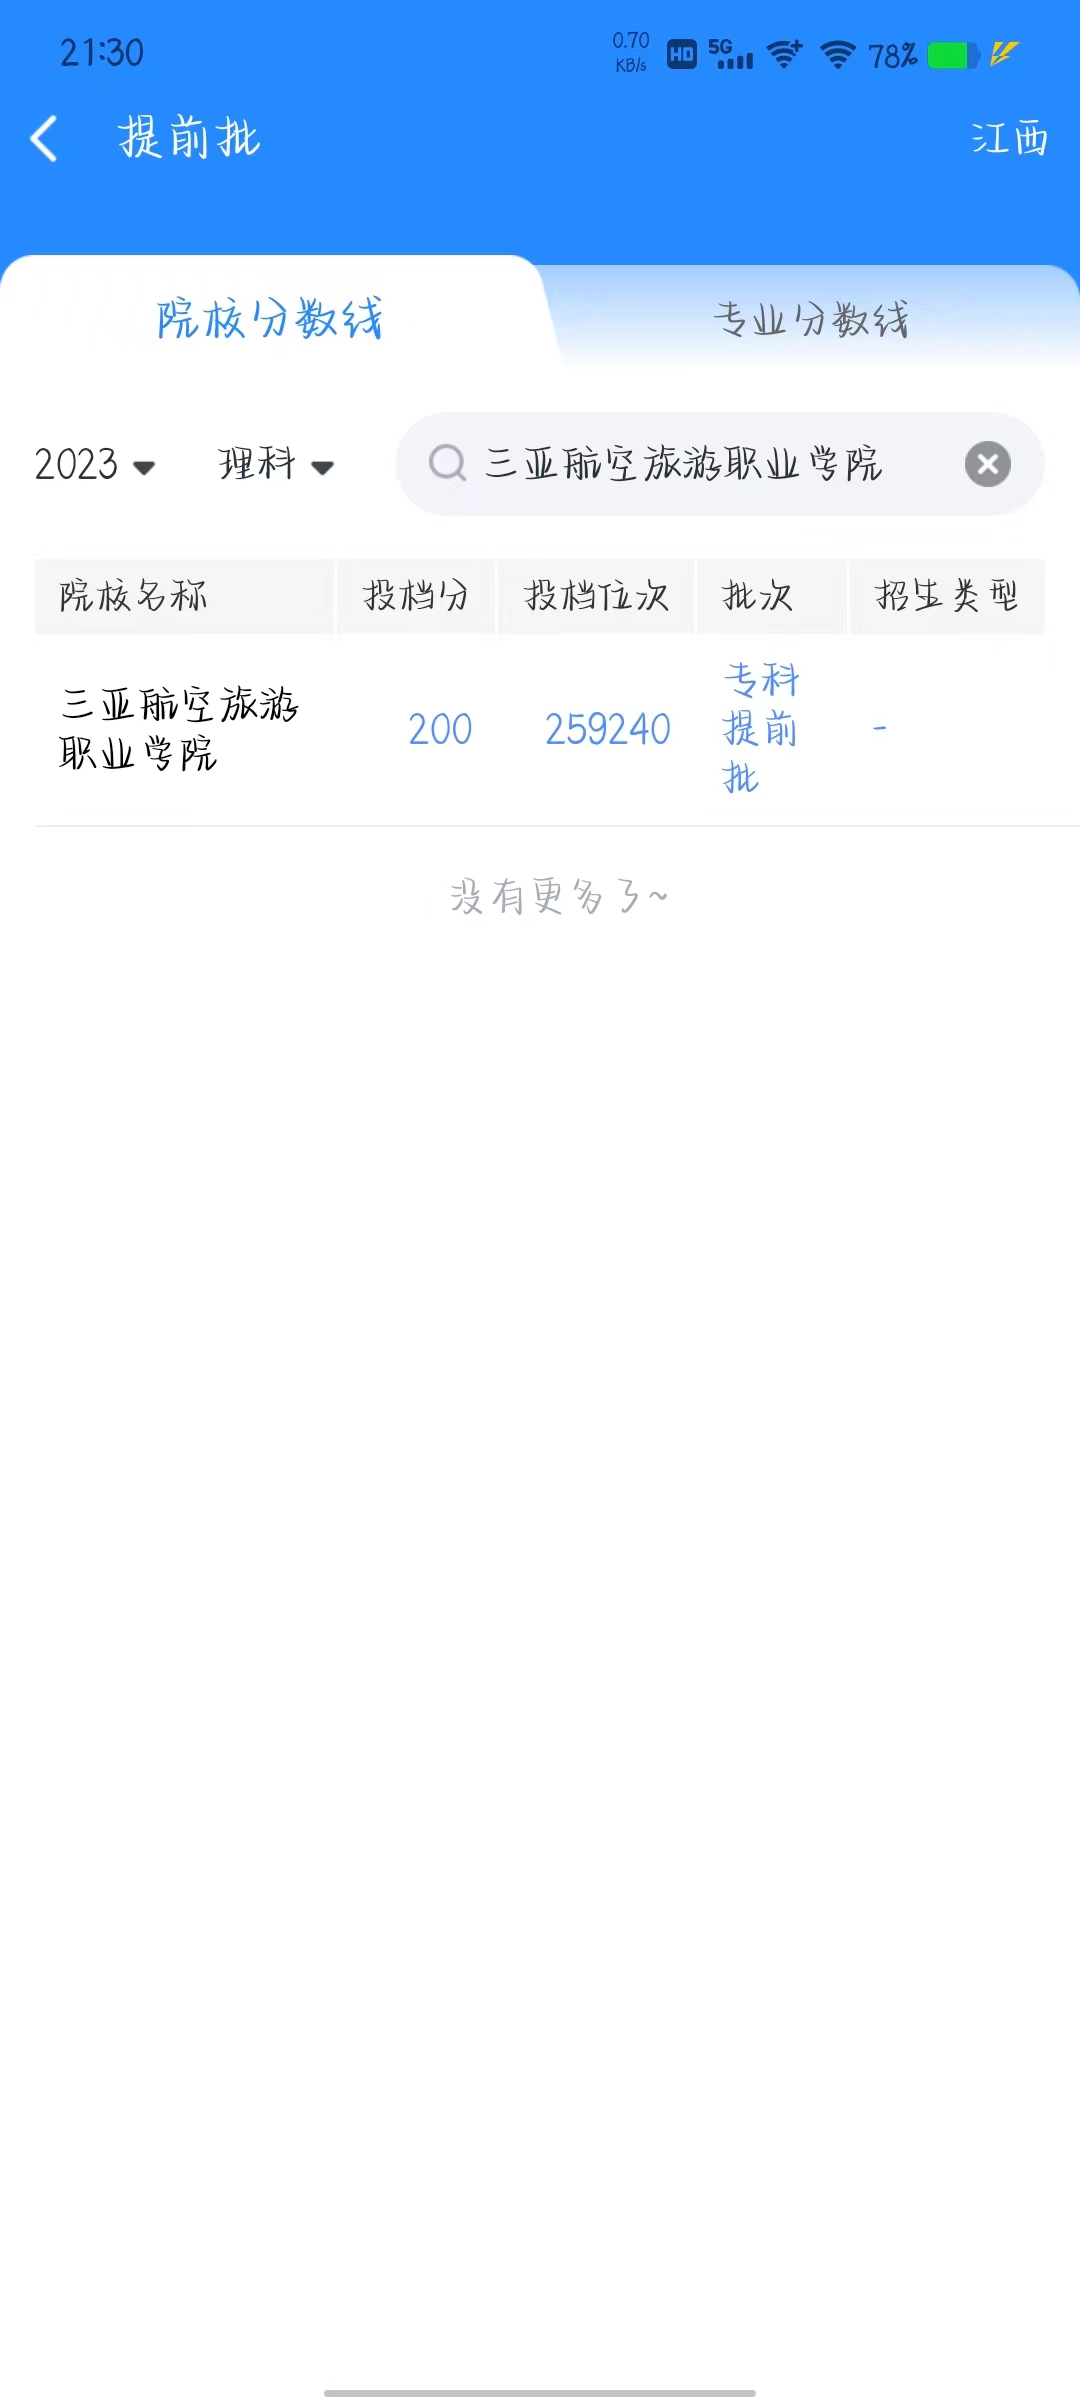 21:30
0.70
KB/s
HD
5G
78%
提前批
江西
院校分数线
专业分数线
2023
理科
三亚航空旅游职业学院
院校名称
投档分
投档位次
批次
招生类型
三亚航空旅游
职业学院
200
259240
专科
提前
批
-
没有更多了~